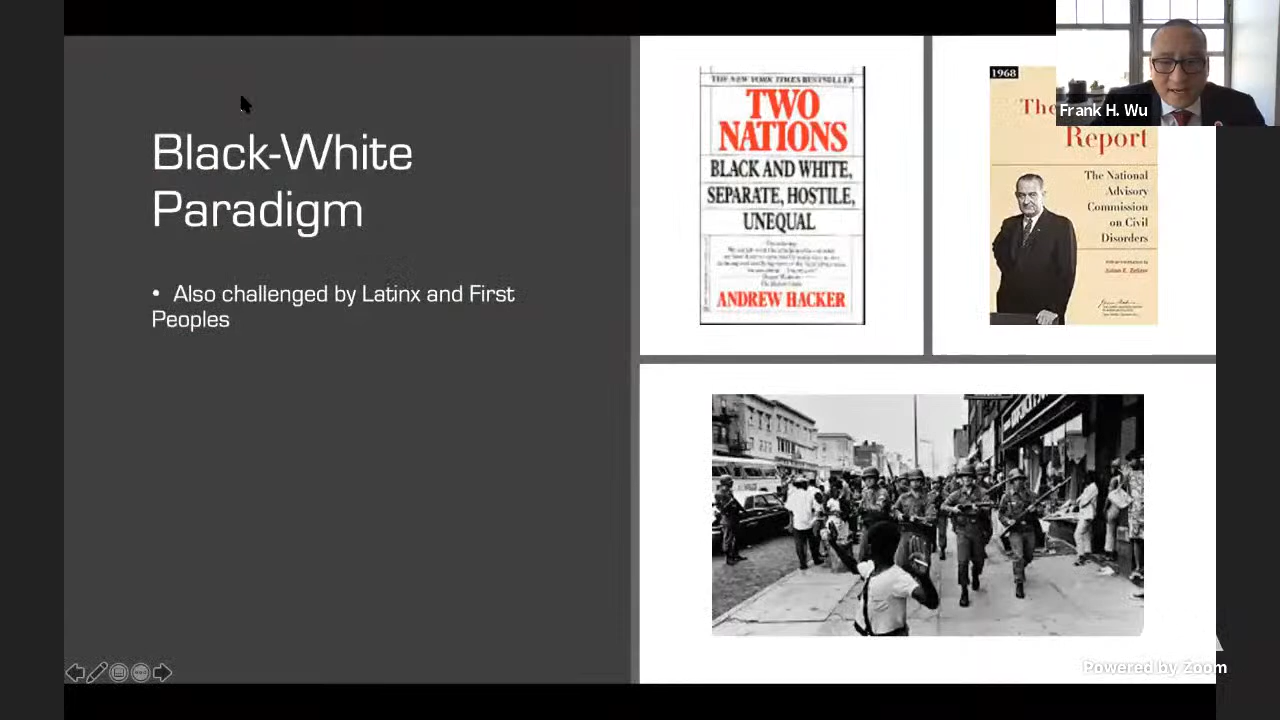 Black-White
Paradigm
• Also challenged by Latinx and First
Peoples
THE NEW YORK TIMES BESTSELLER
TWO
NATIONS
BLACK AND WHITE,
SEPARATE, HOSTILE,
UNEQUAL
ANDREW HACKER
1968
The
Report
The National
Advisory
Commission
on Civil
Disorders
Frank H. Wu
Powered by Zoom